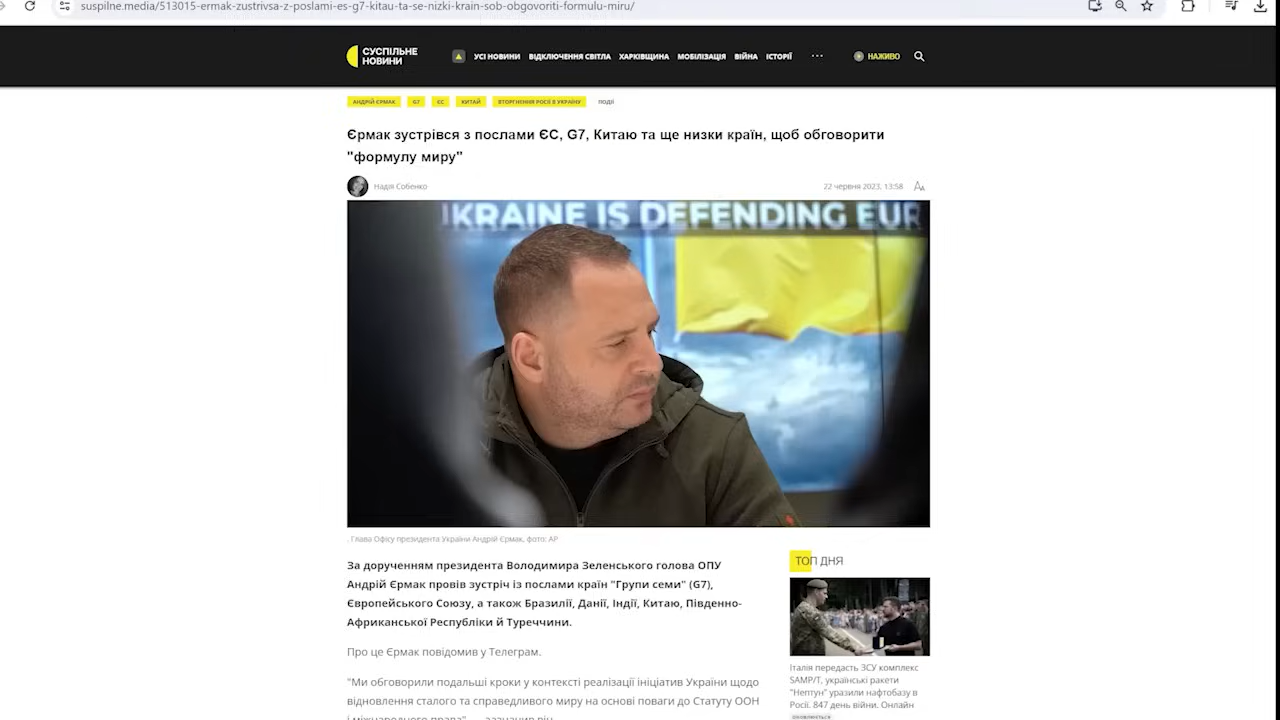 suspilne.media/513015-ermak-zustrivsa-z-poslami-es-g7-kitau-ta-se-nizki-krain-sob-obgovoriti-formulu-miru/
СУСПІЛЬНЕ
НОВИНИ
УСІ НОВИНИ ВІДКЛЮЧЕННЯ СВІТЛА ХАРКІВЩИНА МОБІЛІЗАЦІЯ ВІЙНА ІСТОРІЇ ... НАЖИВО
АНДРІЙ ЄРМАК G7 ЄС КИТАЙ ВТОРГНЕННЯ РОСІЇ В УКРАЇНУ ПОДІЇ
Єрмак зустрівся з послами ЄС, G7, Китаю та ще низки країн, щоб обговорити
"формулу миру"
Надія Собенко
22 червня 2023, 13:58
KRAINE IS DEFENDING EUR
. Глава Офісу президента України Андрій Єрмак, фото: AP
За дорученням президента Володимира Зеленського голова ОПУ
Андрій Єрмак провів зустріч із послами країн "Групи семи" (G7),
Європейського Союзу, а також Бразилії, Данії, Індії, Китаю, Південно-
Африканської Республіки й Туреччини.
Про це Єрмак повідомив у Телеграм.
"Ми обговорили подальші кроки у контексті реалізації ініціатив України щодо
відновлення сталого та справедливого миру на основі поваги до Статуту ООН
і міжнародного права", — зазначив він.
ТОП ДНЯ
Італія передасть ЗСУ комплекс
SAMP/T, українські ракети
"Нептун" уразили нафтобазу в
Росії. 847 день війни. Онлайн
оновлюється